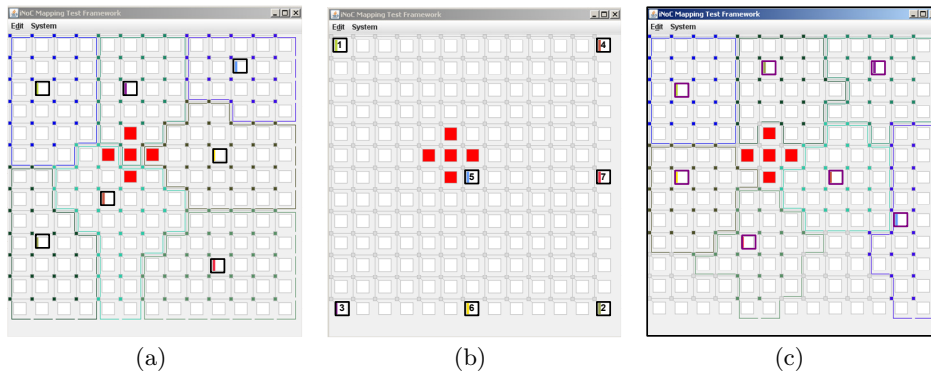 iNoC Mapping Test Framework
Edit System
iNoC Mapping Test Framework
Edit System
1
4
5
7
3
6
2
iNoC Mapping Test Framework
Edit System
(a)
(b)
(c)